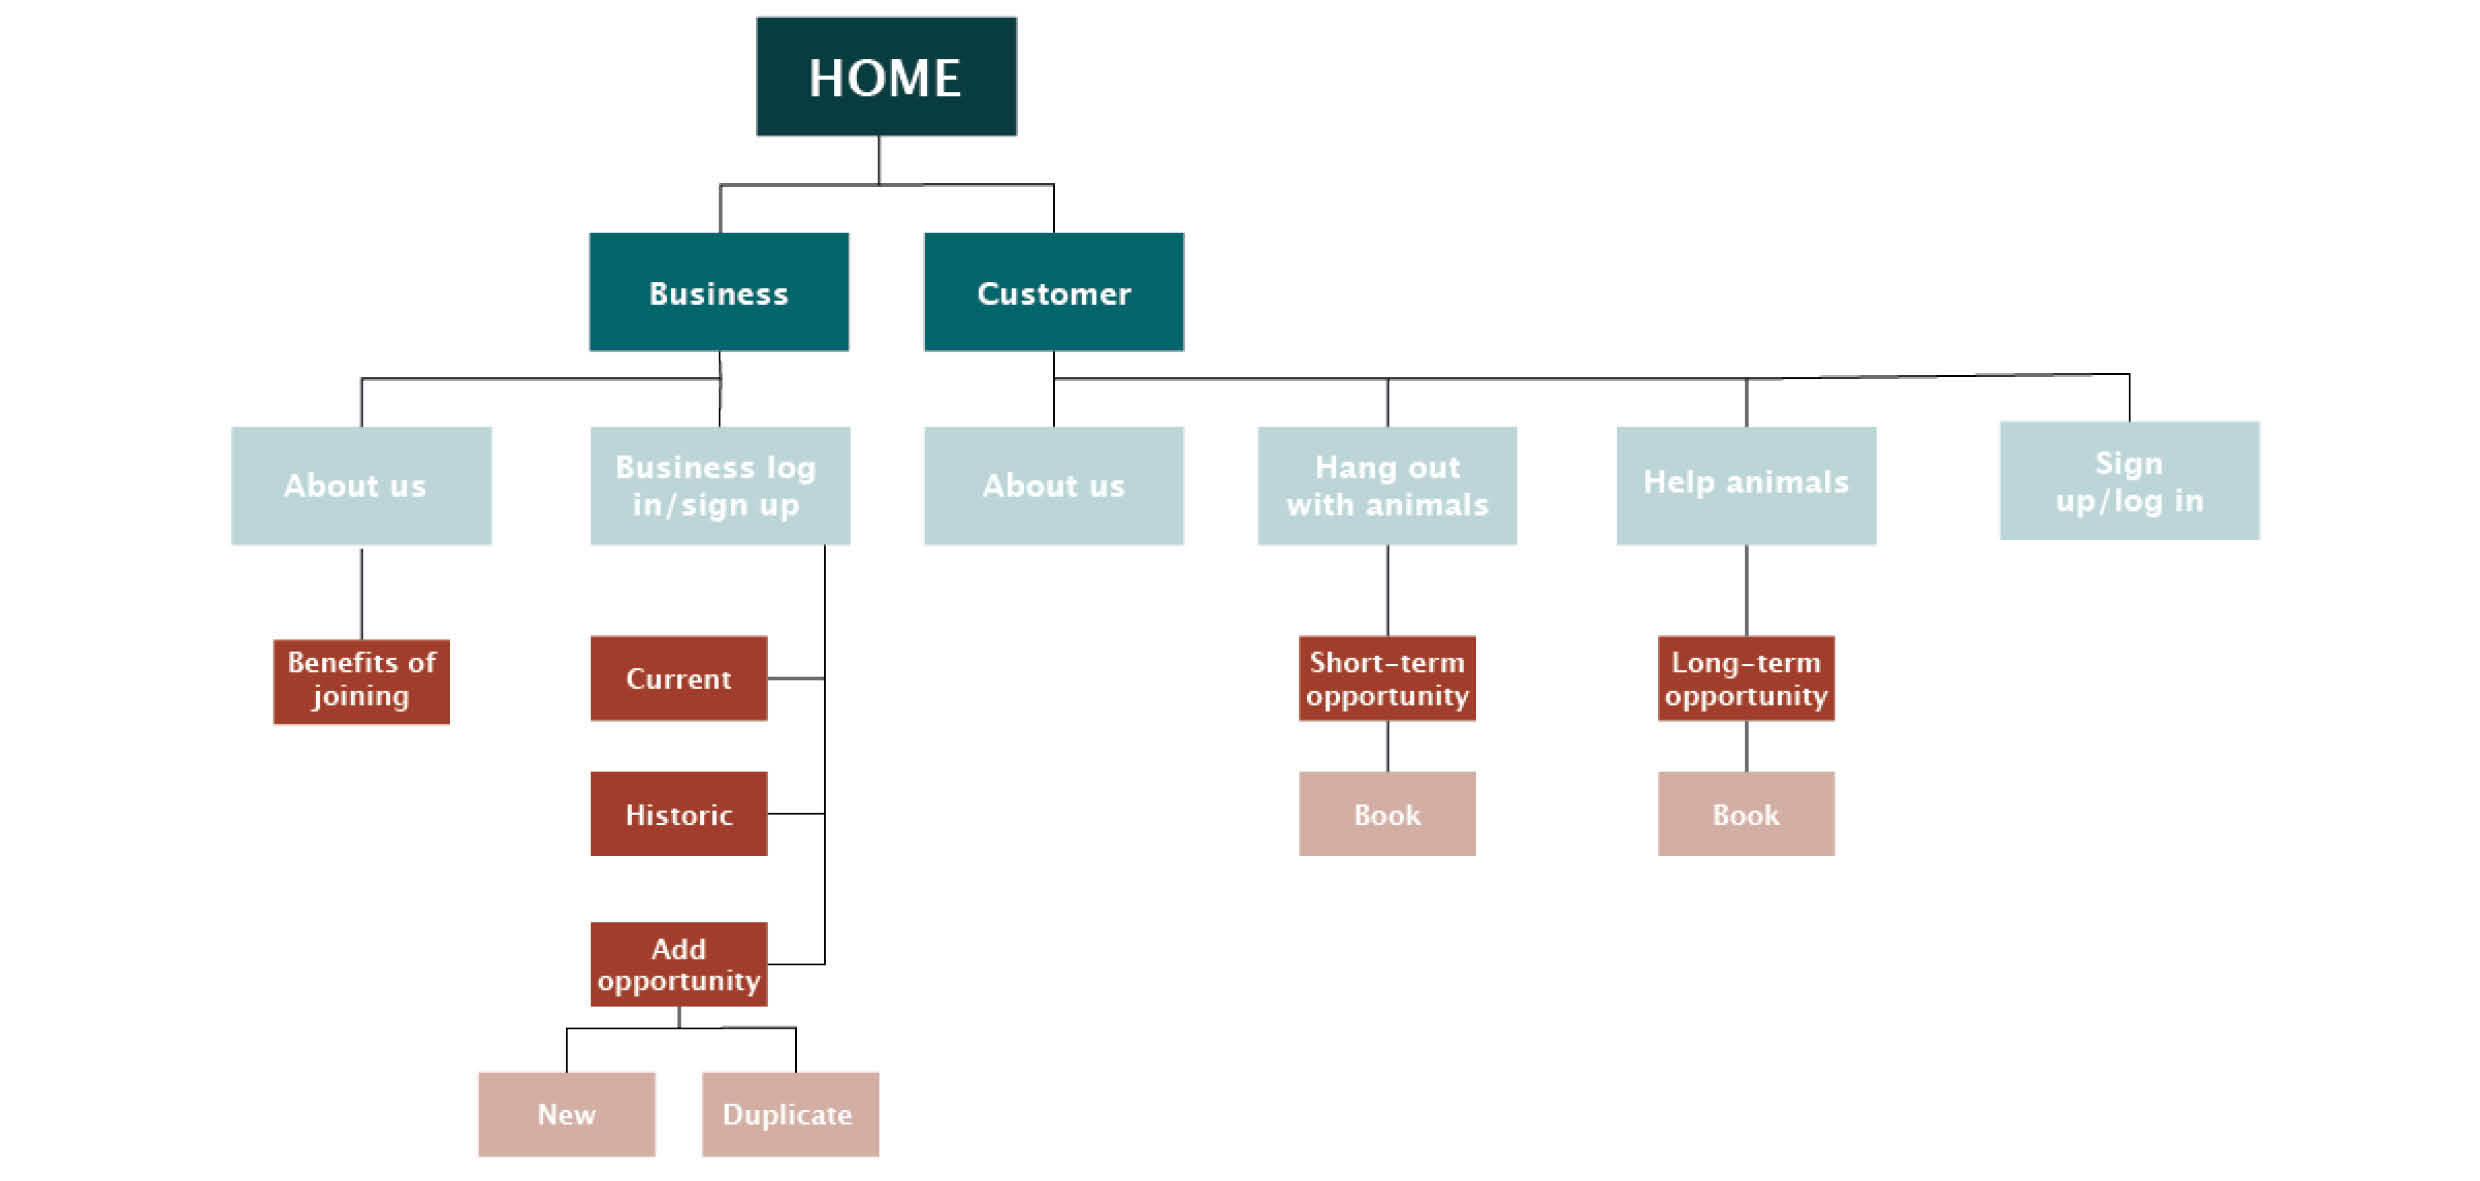 HOME
Business
Customer
About us
Business log
in/sign up
About us
Hang out
with animals
Help animals
Sign
up/log in
Benefits of
joining
Current
Short-term
opportunity
Long-term
opportunity
Historic
Book
Book
Add
opportunity
New
Duplicate